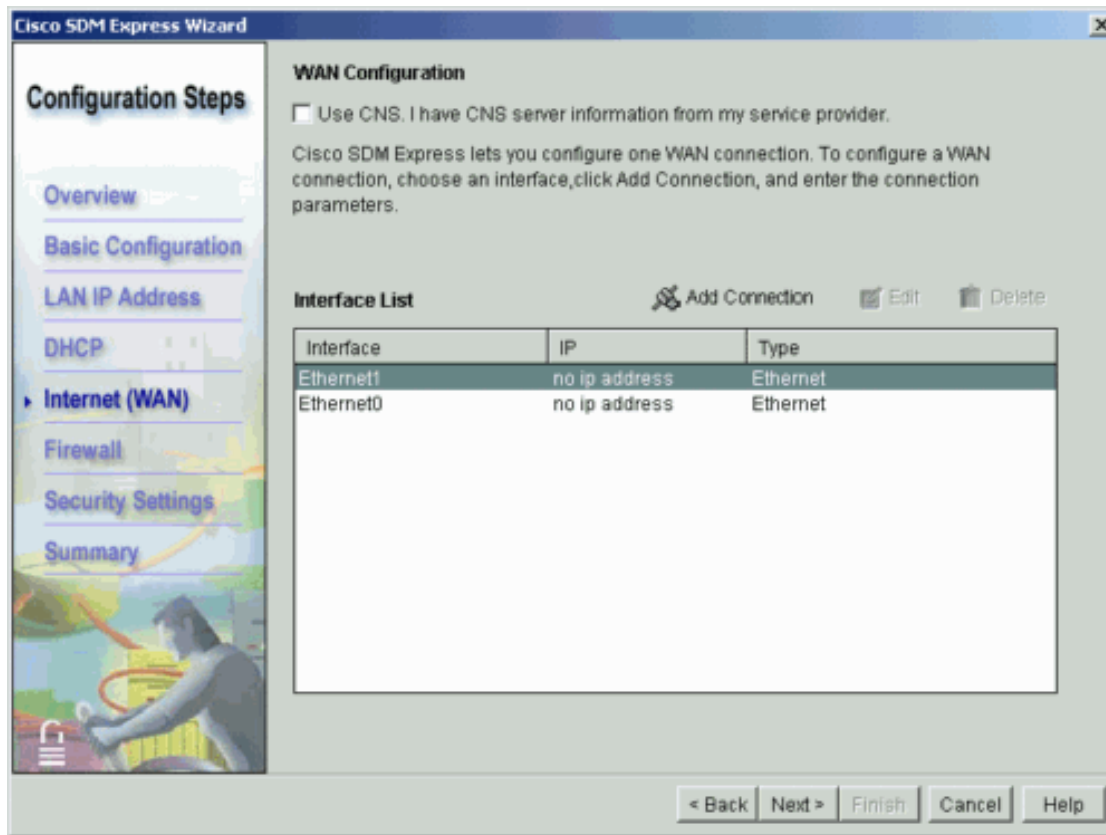 Cisco SDM Express Wizard
Configuration Steps
Overview
Basic Configuration
LAN IP Address
DHCP
Internet (WAN)
Firewall
Security Settings
Summary
WAN Configuration
Use CNS. I have CNS server information from my service provider.
Cisco SDM Express lets you configure one WAN connection. To configure a WAN
connection, choose an interface,click Add Connection, and enter the connection
parameters.
Interface List Add Connection Edit Delete
Interface IP Type
Ethernet1 no ip address Ethernet
Ethernet0 no ip address Ethernet
< Back Next > Finish Cancel Help